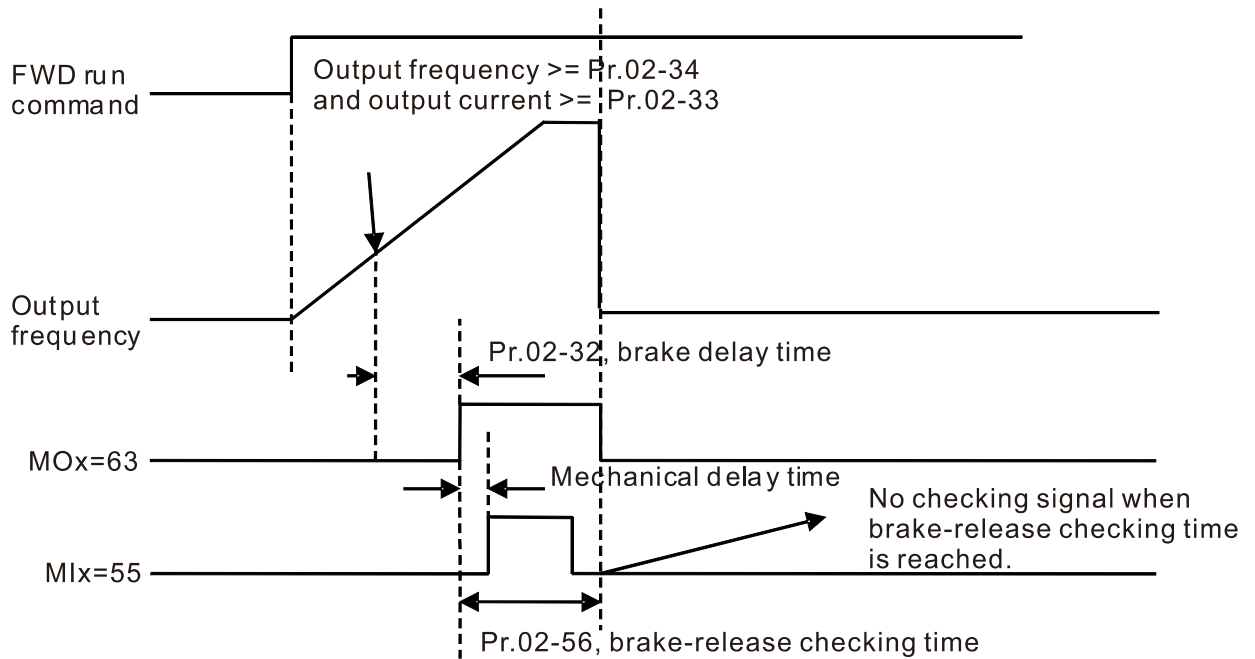 FWD run
command
Output frequency >= Pr.02-34
and output current >= Pr.02-33
Output
frequency
Pr.02-32, brake delay time
MOx=63
Mechanical delay time
No checking signal when
brake-release checking time
is reached.
MIx=55
Pr.02-56, brake-release checking time